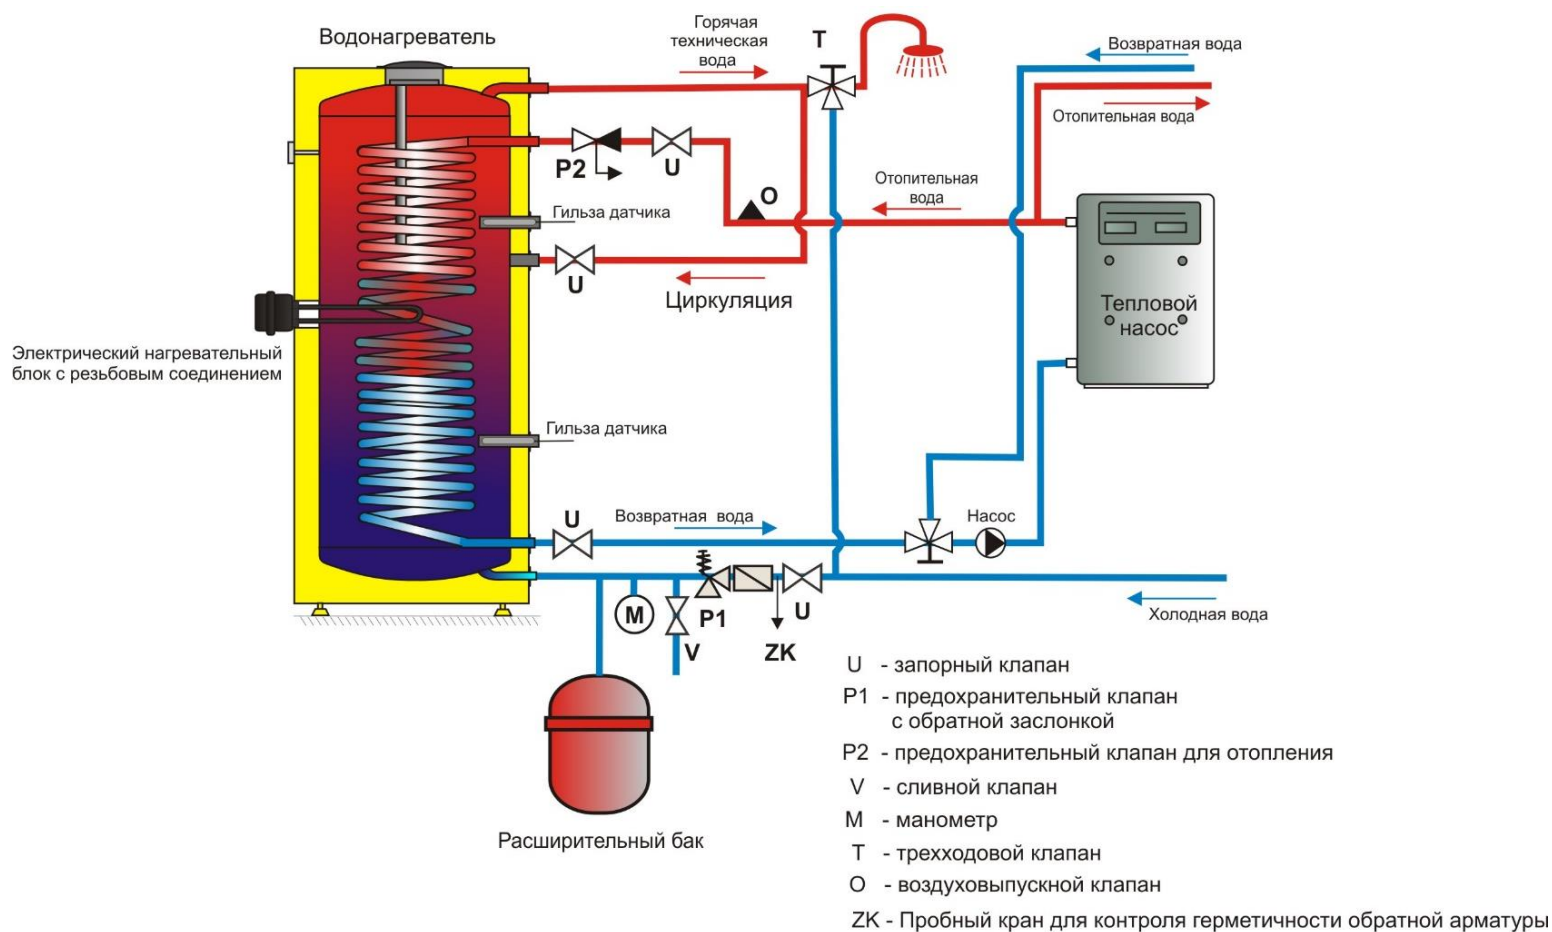 Водонагреватель
Горячая
техническая
вода
T
Возвратная вода
Отопительная вода
P2
U
O
Отопительная
вода
Гильза датчика
U
Циркуляция
Тепловой
насос
Электрический нагревательный
блок с резьбовым соединением
Гильза датчика
U
Возвратная вода
Насос
M
V
P1
ZK
U
Холодная вода
Расширительный бак
U - запорный клапан
P1 - предохранительный клапан
с обратной заслонкой
P2 - предохранительный клапан для отопления
V - сливной клапан
M - манометр
T - трехходовой клапан
O - воздуховыпускной клапан
ZK - Пробный кран для контроля герметичности обратной арматуры